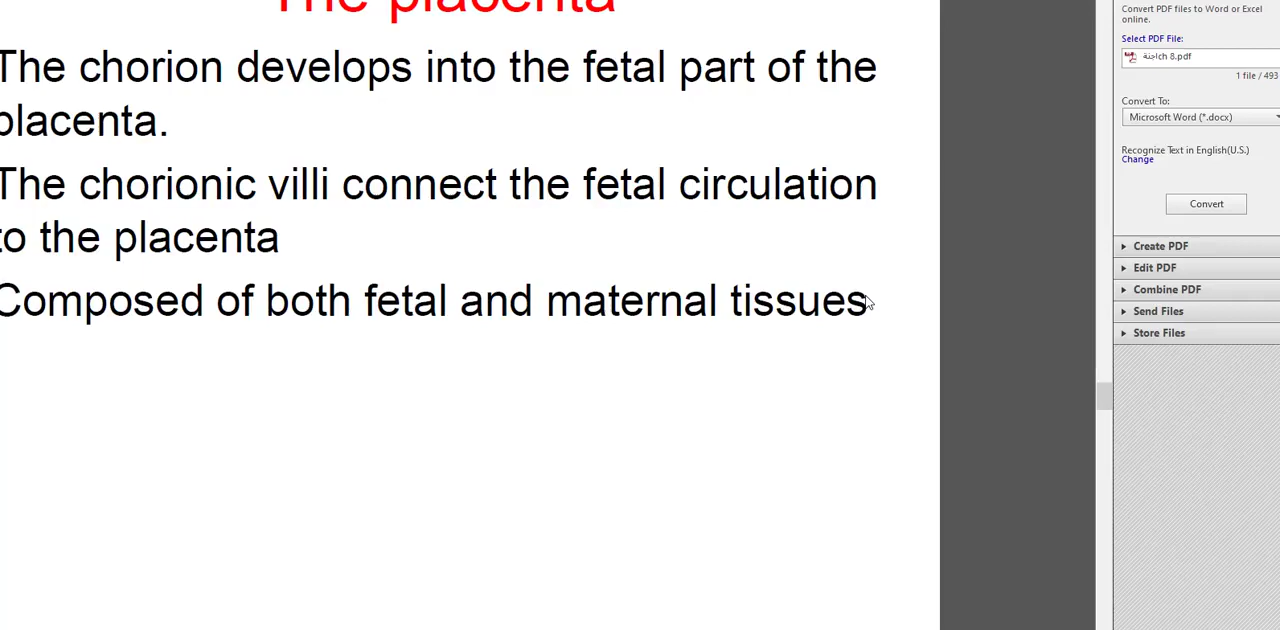 The placenta
The chorion develops into the fetal part of the
placenta.
The chorionic villi connect the fetal circulation
to the placenta
Composed of both fetal and maternal tissues
Convert PDF files to Word or Excel
online.
Select PDF File:
اجنةch 8.pdf
1 file / 493
Convert To:
Microsoft Word (*.docx)
Recognize Text in English(U.S.)
Change
Convert
Create PDF
Edit PDF
Combine PDF
Send Files
Store Files